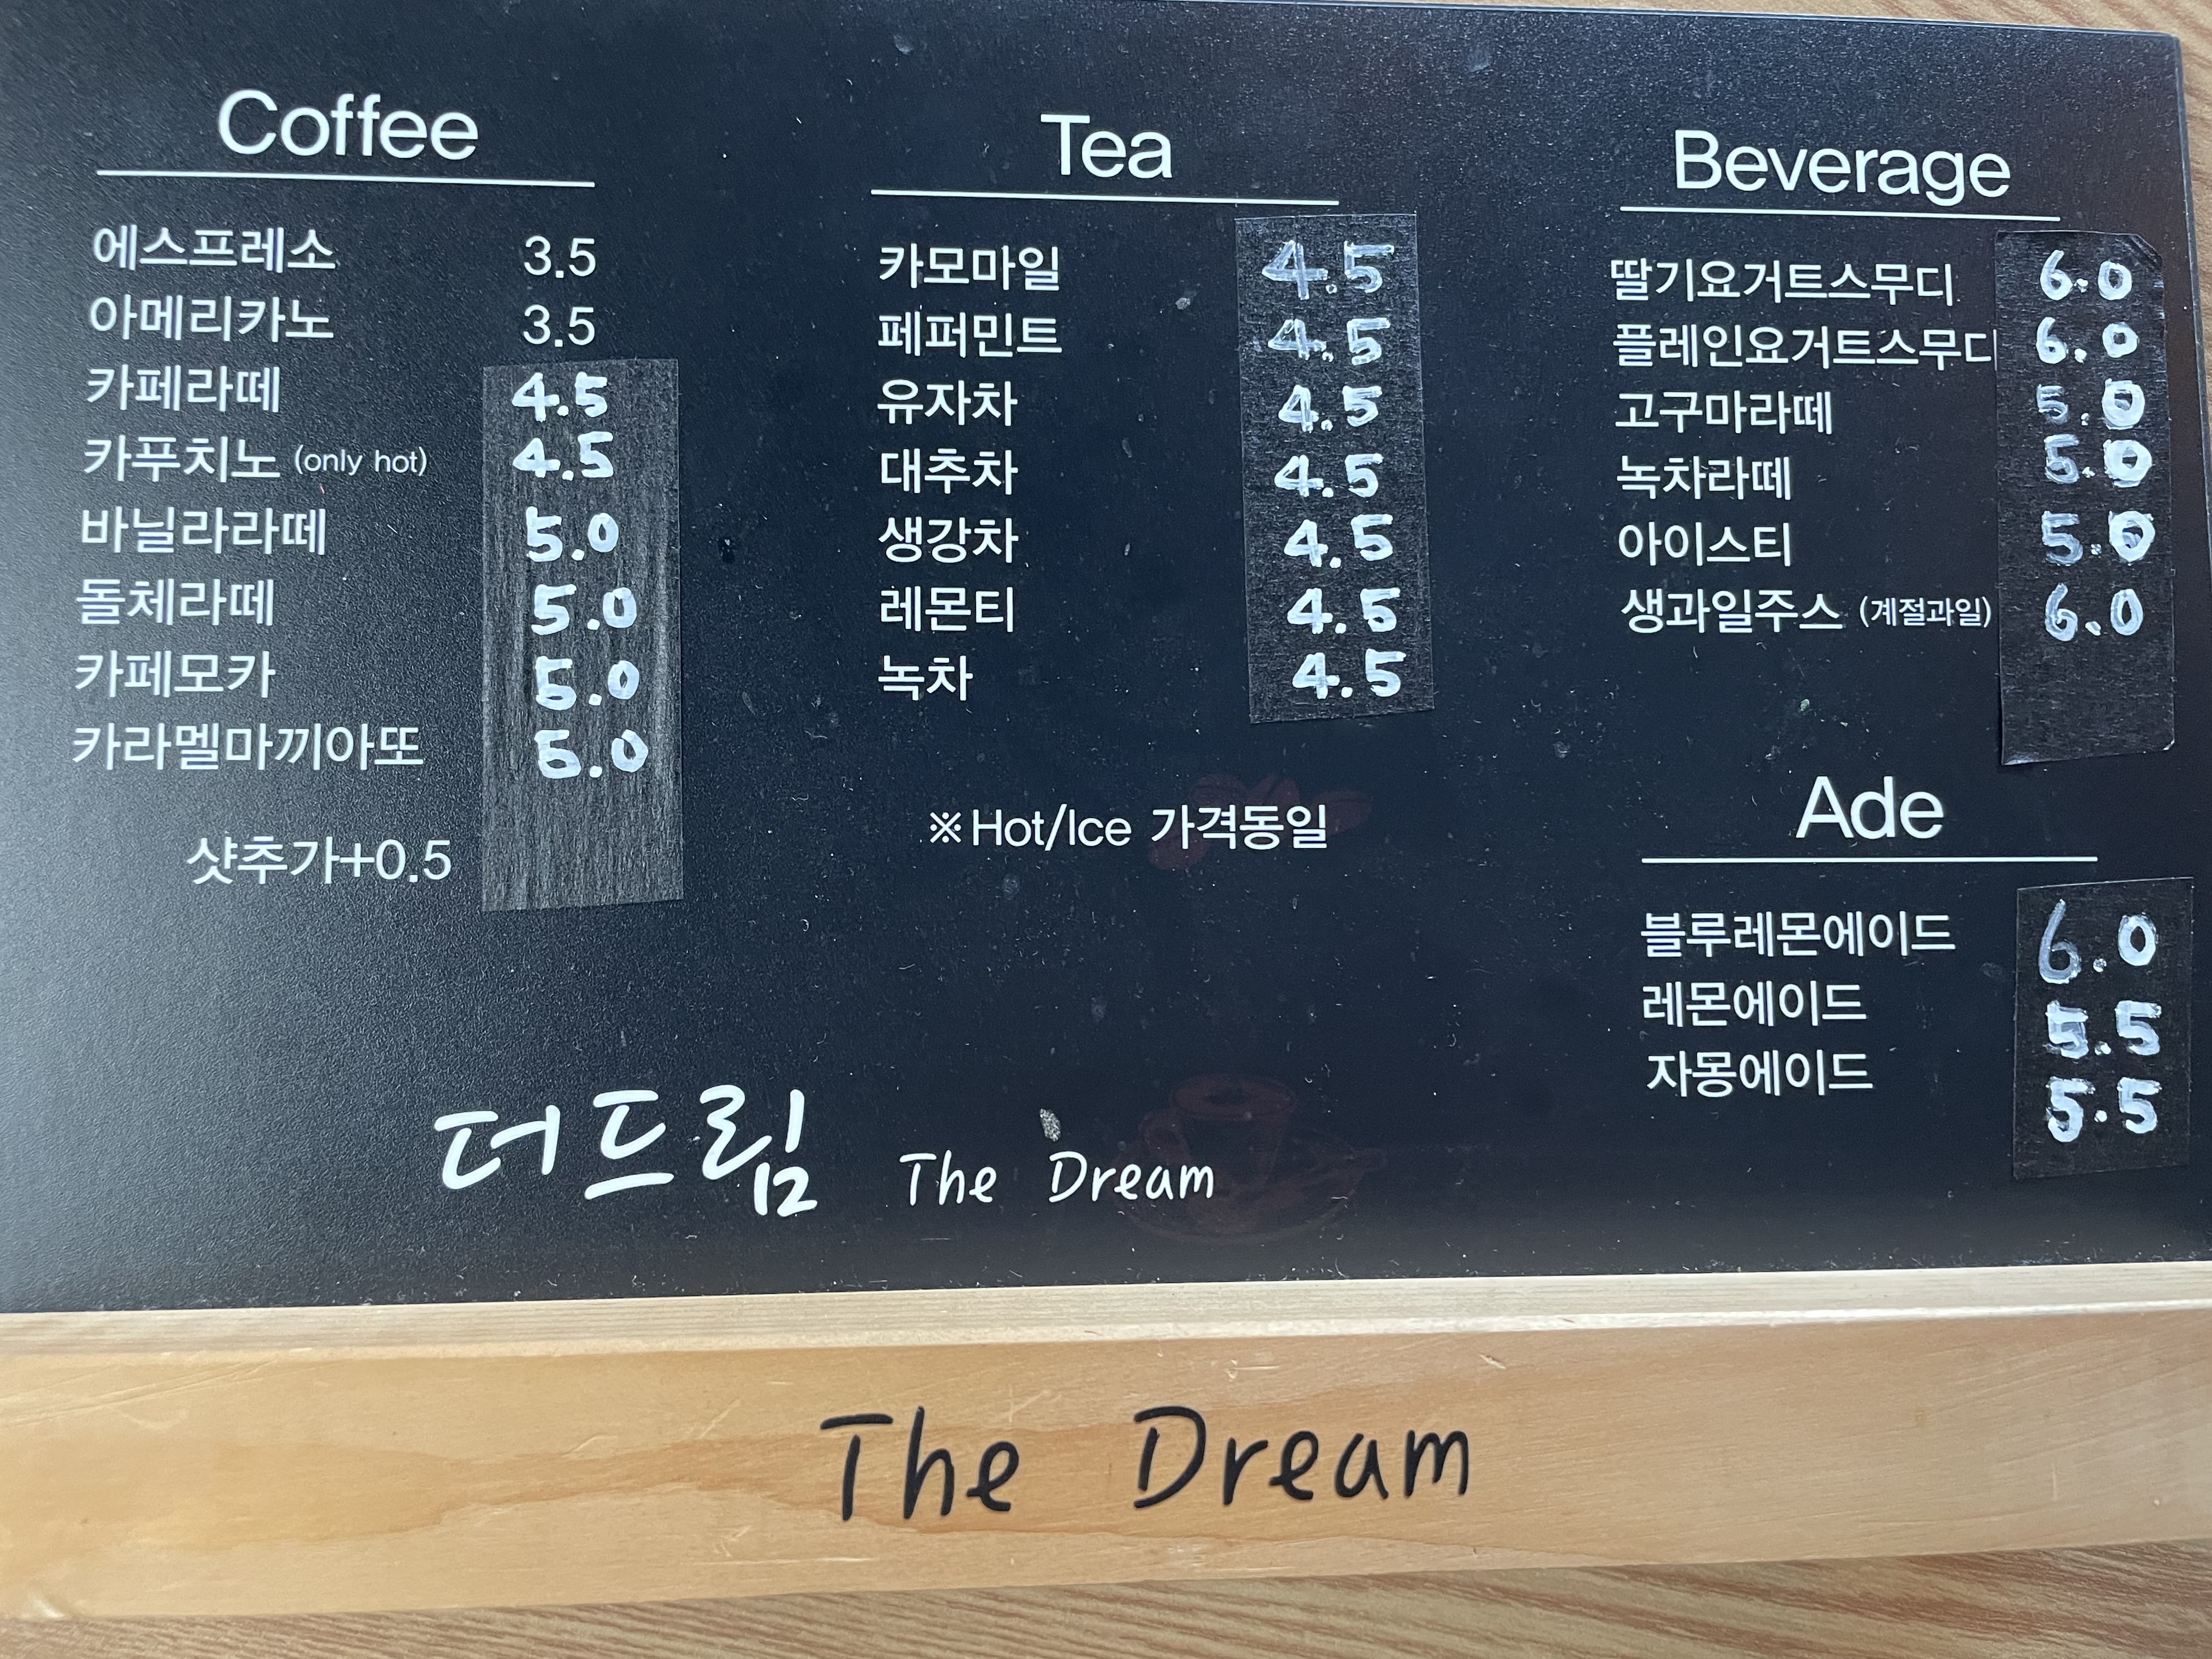 Coffee
에스프레소 3.5
아메리카노 3.5
카페라떼 4.5
카푸치노 (only hot) 4.5
바닐라라떼 5.0
돌체라떼 5.0
카페모카 5.0
카라멜마끼아또 5.0
샷추가+0.5
Tea
카모마일 4.5
페퍼민트 4.5
유자차 4.5
대추차 4.5
생강차 4.5
레몬티 4.5
녹차 4.5
※Hot/Ice 가격동일
Beverage
딸기요거트스무디 6.0
플레인요거트스무디 6.0
고구마라떼 5.0
녹차라떼 5.0
아이스티 5.0
생과일주스 (계절과일) 6.0
Ade
블루레몬에이드 6.0
레몬에이드 5.5
자몽에이드 5.5
더드림 The Dream
The Dream